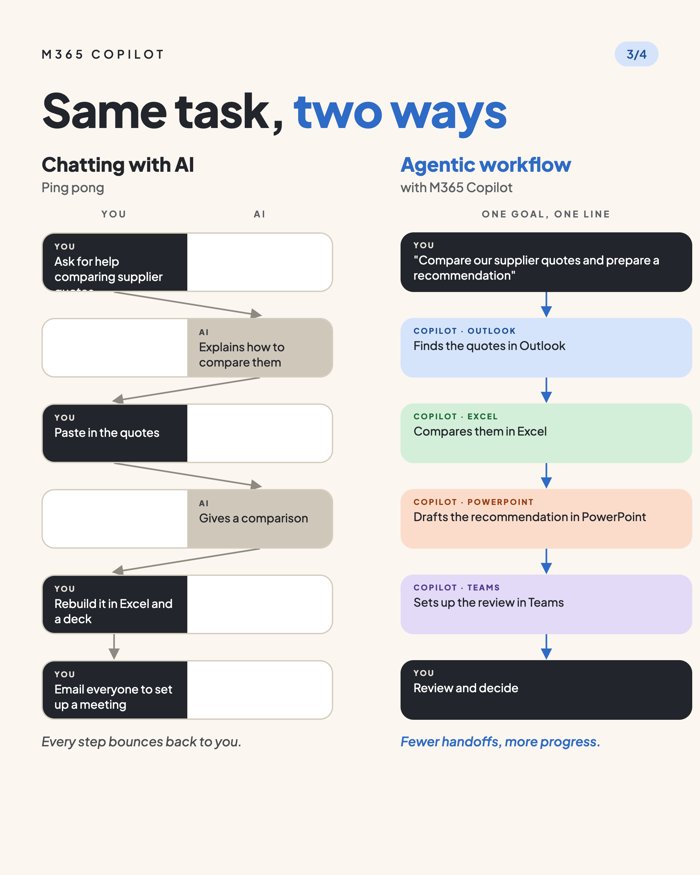 M365 COPILOT
3/4
Same task, two ways
Chatting with AI
Ping pong
YOU
AI
YOU
Ask for help
comparing supplier
AI
Explains how to
compare them
YOU
Paste in the quotes
AI
Gives a comparison
YOU
Rebuild it in Excel and
a deck
YOU
Email everyone to set
up a meeting
Every step bounces back to you.
Agentic workflow
with M365 Copilot
ONE GOAL, ONE LINE
YOU
"Compare our supplier quotes and prepare a
recommendation"
COPILOT · OUTLOOK
Finds the quotes in Outlook
COPILOT · EXCEL
Compares them in Excel
COPILOT · POWERPOINT
Drafts the recommendation in PowerPoint
COPILOT · TEAMS
Sets up the review in Teams
YOU
Review and decide
Fewer handoffs, more progress.